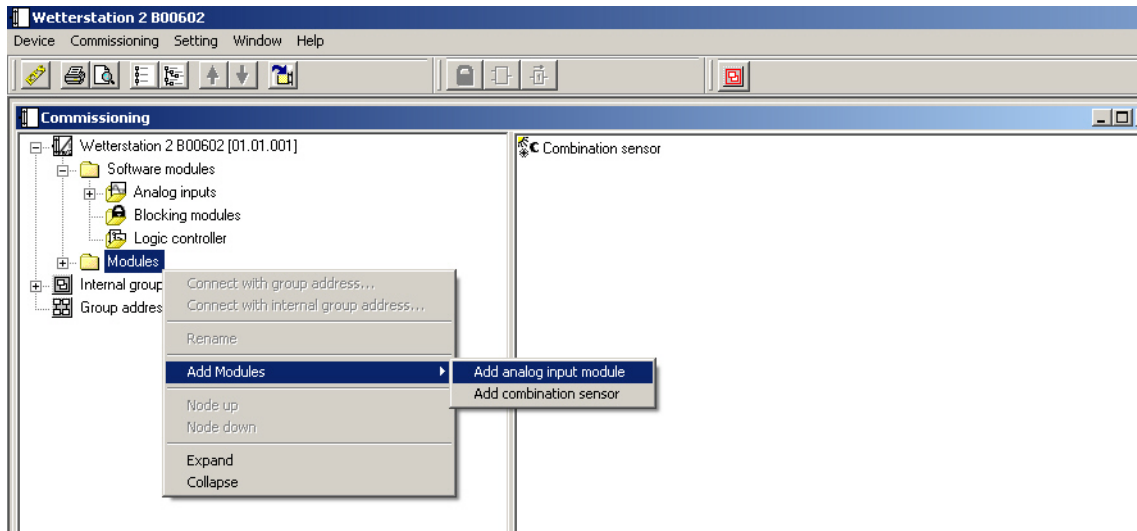 Wetterstation 2 B00602
Device Commissioning Setting Window Help
Commissioning
Wetterstation 2 B00602 [01.01.001]
Software modules
Analog inputs
Blocking modules
Logic controller
Modules
Internal group
Group addres
C Combination sensor
Connect with group address...
Connect with internal group address...
Rename
Add Modules
Node up
Node down
Expand
Collapse
Add analog input module
Add combination sensor